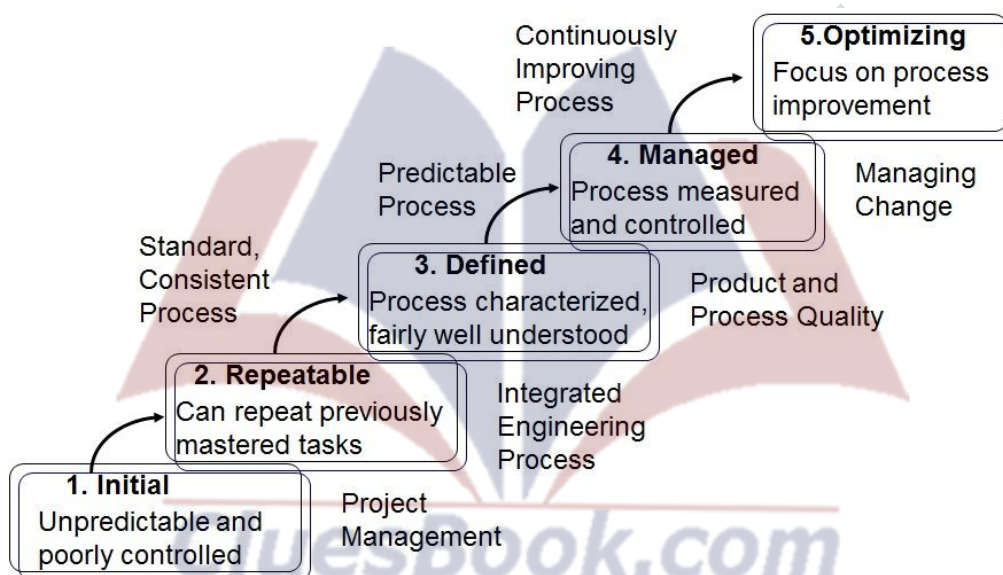 Continuously
Improving
Process
5.Optimizing
Focus on process
improvement
Predictable
Process
4. Managed
Process measured
and controlled
Managing
Change
Standard,
Consistent
Process
3. Defined
Process characterized,
fairly well understood
Product and
Process Quality
2. Repeatable
Can repeat previously
mastered tasks
Integrated
Engineering
Process
1. Initial
Unpredictable and
poorly controlled
Project
Management
CluesBook.com